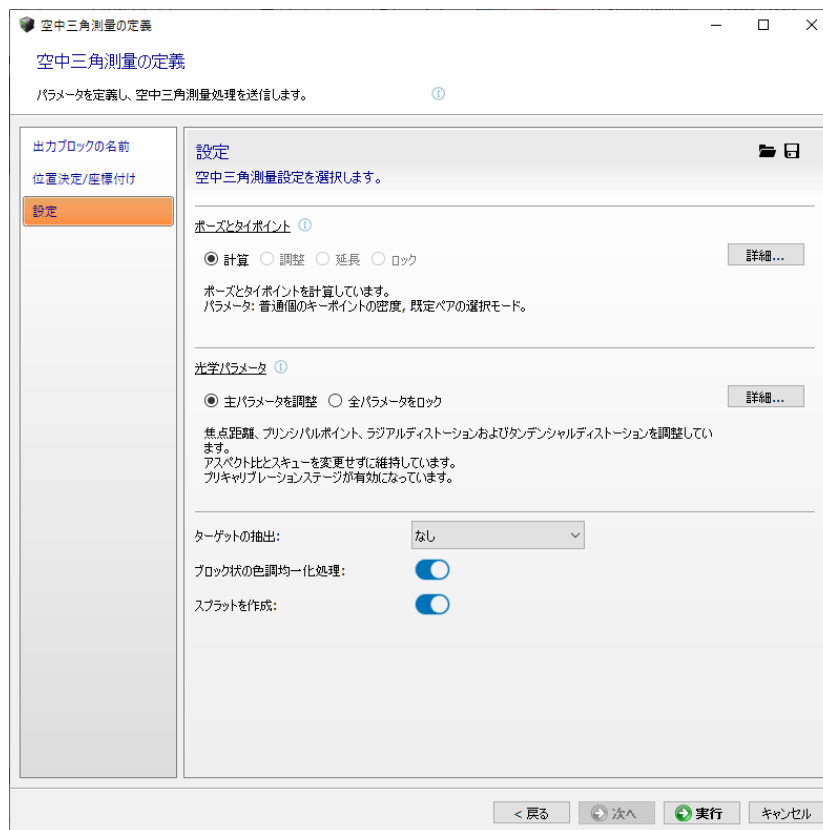 空中三角測量の定義
空中三角測量の定義
パラメータを定義し、空中三角測量処理を送信します。
出力ブロックの名前
位置決定/座標付け
設定
設定
空中三角測量設定を選択します。
ポーズとタイポイント
計算 調整 延長 ロック
詳細...
ポーズとタイポイントを計算しています。
パラメータ: 普通個のキーポイントの密度, 既定ペアの選択モード。
光学パラメータ
主パラメータを調整 全パラメータをロック
詳細...
焦点距離、プリンシパルポイント、ラジアルディストーションおよびタンデンシャルディストーションを調整してい
ます。
アスペクト比とスキューを変更せずに維持しています。
プリキャリブレーションステージが有効になっています。
ターゲットの抽出: なし
ブロック状の色調均一化処理:
スプラットを作成:
< 戻る 次へ 実行 キャンセル